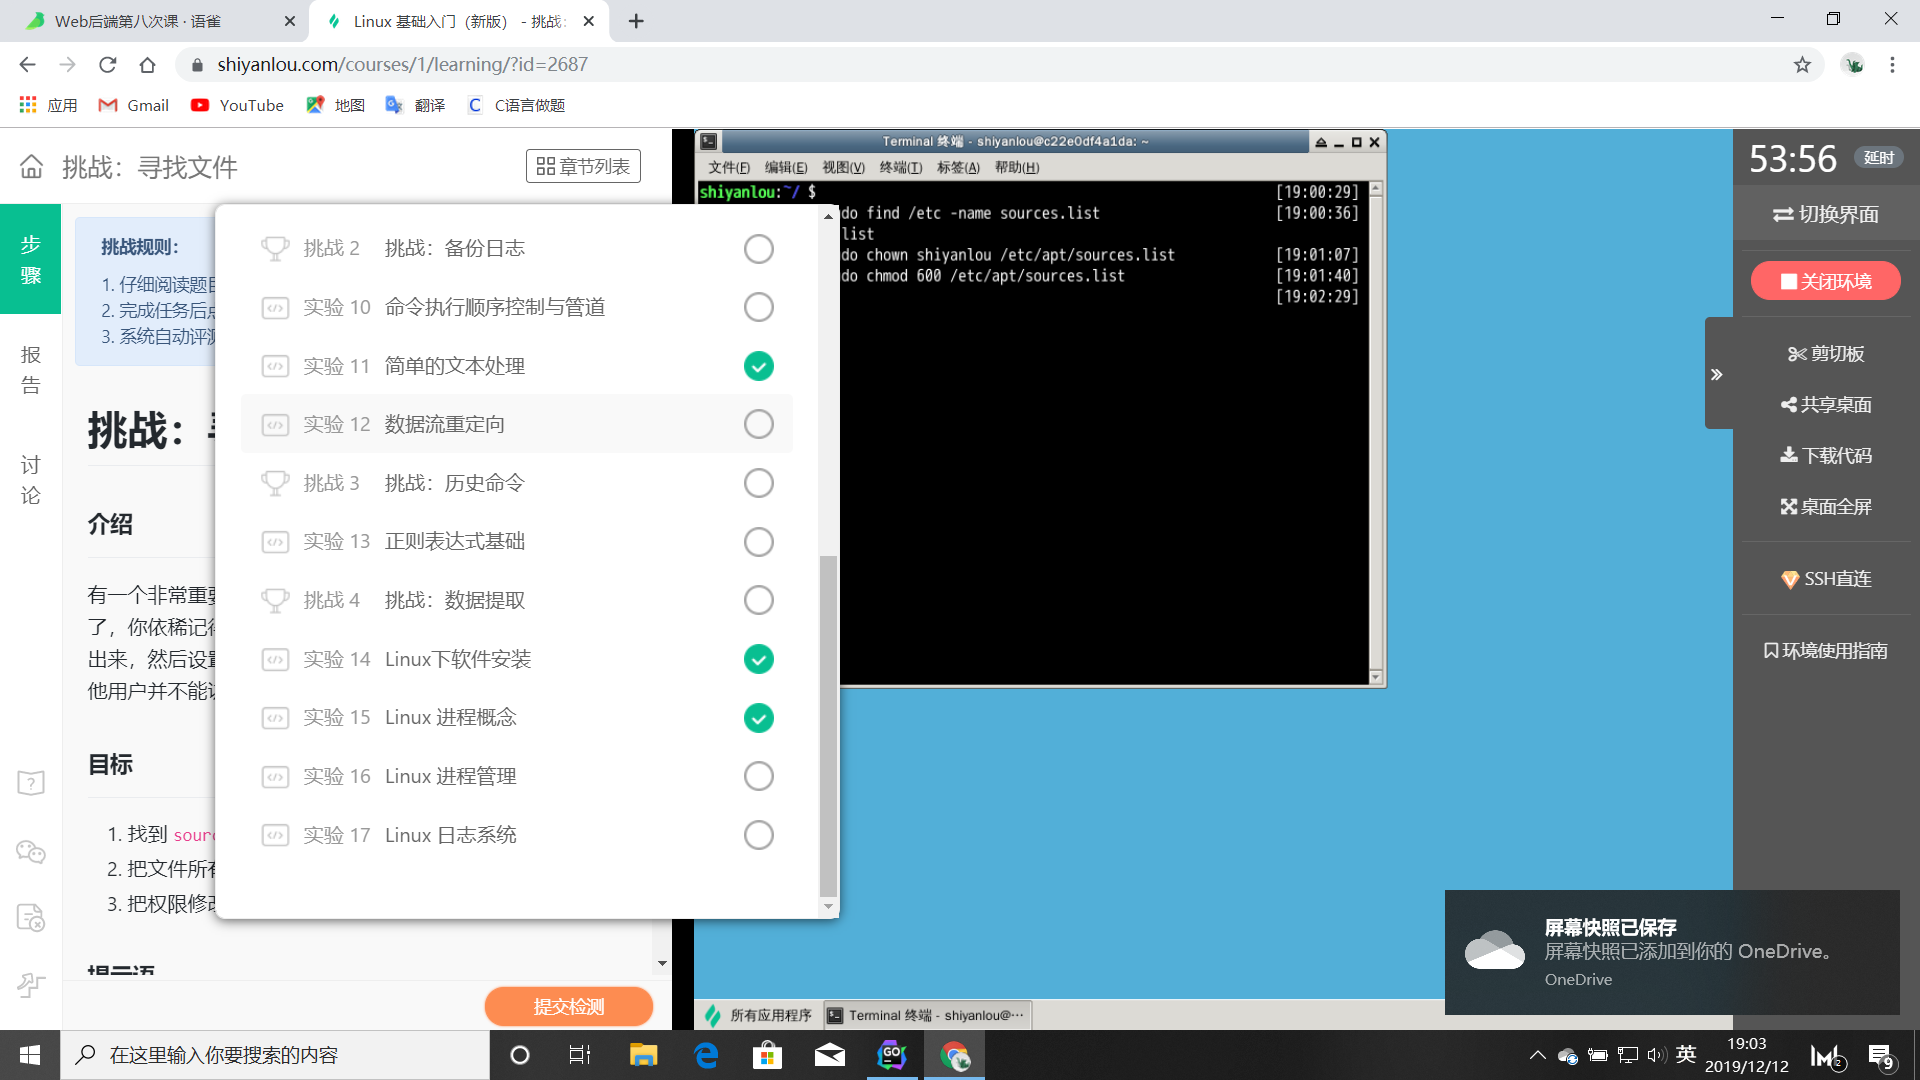 Web后端第八次课 · 语雀
Linux 基础入门（新版） - 挑战:
shiyanlou.com/courses/1/learning/?id=2687
应用
Gmail
YouTube
地图
翻译
C语言做题
挑战：寻找文件
章节列表
步骤
报告
讨论
挑战规则：
1. 仔细阅读题目
2. 完成任务后点
3. 系统自动评测
挑战：
介绍
有一个非常重要
了，你依稀记得
出来，然后设置
他用户并不能
目标
1. 找到 sour
2. 把文件所有
3. 把权限修改
提示语
提交检测
挑战 2 挑战：备份日志
实验 10 命令执行顺序控制与管道
实验 11 简单的文本处理
实验 12 数据流重定向
挑战 3 挑战：历史命令
实验 13 正则表达式基础
挑战 4 挑战：数据提取
实验 14 Linux下软件安装
实验 15 Linux 进程概念
实验 16 Linux 进程管理
实验 17 Linux 日志系统
Terminal 终端 - shiyanlou@c22e0df4a1da: ~
文件(F) 编辑(E) 视图(V) 终端(T) 标签(A) 帮助(H)
shiyanlou:~/ $ [19:00:29]
do find /etc -name sources.list [19:00:36]
list
do chown shiyanlou /etc/apt/sources.list [19:01:07]
do chmod 600 /etc/apt/sources.list [19:01:40]
[19:02:29]
所有应用程序
Terminal 终端 - shiyanlou@···
53:56
延时
切换界面
关闭环境
剪切板
共享桌面
下载代码
桌面全屏
SSH直连
环境使用指南
屏幕快照已保存
屏幕快照已添加到你的 OneDrive。
OneDrive
在这里输入你要搜索的内容
GO
英
19:03
2019/12/12
2
9